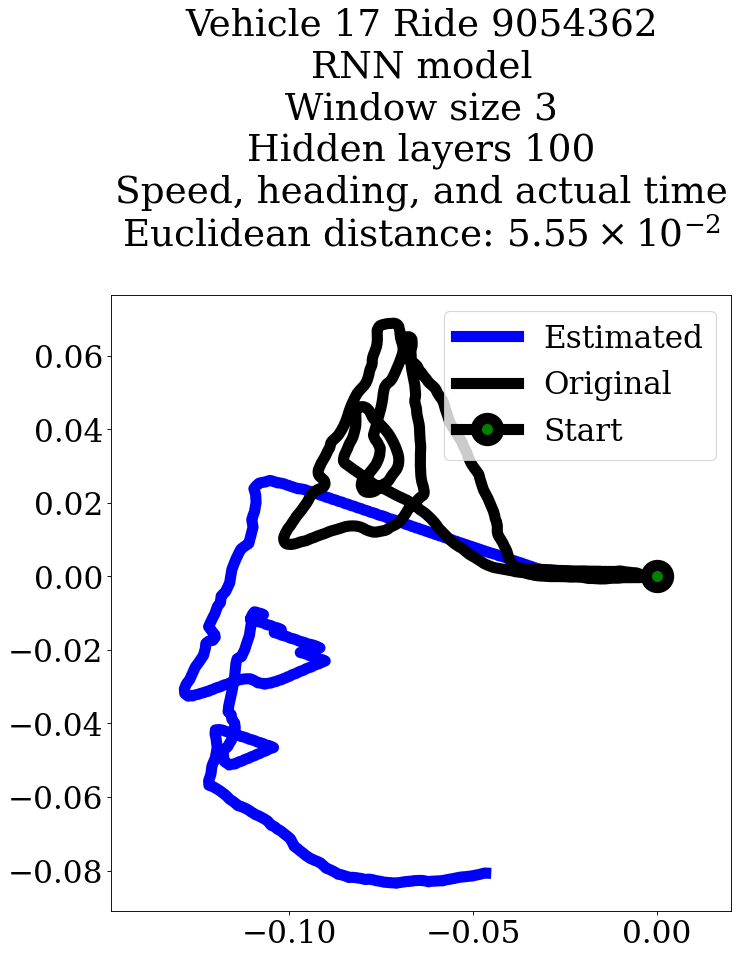 Vehicle 17 Ride 9054362
RNN model
Window size 3
Hidden layers 100
Speed, heading, and actual time
Euclidean distance: 5.55 × 10⁻²
Estimated
Original
Start
0.06
0.04
0.02
0.00
−0.02
−0.04
−0.06
−0.08
−0.10
−0.05
0.00